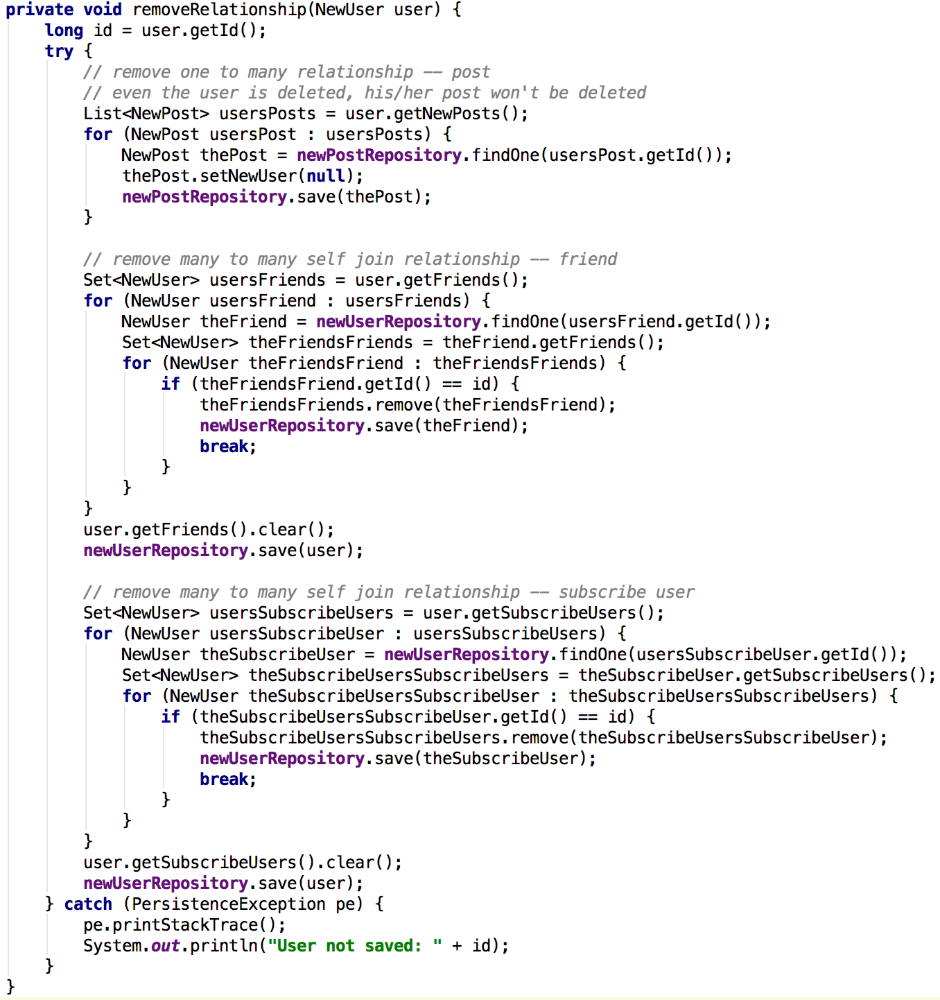 private void removeRelationship(NewUser user) {
    long id = user.getId();
    try {
        // remove one to many relationship -- post
        // even the user is deleted, his/her post won't be deleted
        List<NewPost> usersPosts = user.getNewPosts();
        for (NewPost usersPost : usersPosts) {
            NewPost thePost = newPostRepository.findOne(usersPost.getId());
            thePost.setNewUser(null);
            newPostRepository.save(thePost);
        }

        // remove many to many self join relationship -- friend
        Set<NewUser> usersFriends = user.getFriends();
        for (NewUser usersFriend : usersFriends) {
            NewUser theFriend = newUserRepository.findOne(usersFriend.getId());
            Set<NewUser> theFriendsFriends = theFriend.getFriends();
            for (NewUser theFriendsFriend : theFriendsFriends) {
                if (theFriendsFriend.getId() == id) {
                    theFriendsFriends.remove(theFriendsFriend);
                    newUserRepository.save(theFriend);
                    break;
                }
            }
        }
        user.getFriends().clear();
        newUserRepository.save(user);

        // remove many to many self join relationship -- subscribe user
        Set<NewUser> usersSubscribeUsers = user.getSubscribeUsers();
        for (NewUser usersSubscribeUser : usersSubscribeUsers) {
            NewUser theSubscribeUser = newUserRepository.findOne(usersSubscribeUser.getId());
            Set<NewUser> theSubscribeUsersSubscribeUsers = theSubscribeUser.getSubscribeUsers();
            for (NewUser theSubscribeUsersSubscribeUser : theSubscribeUsersSubscribeUsers) {
                if (theSubscribeUsersSubscribeUser.getId() == id) {
                    theSubscribeUsersSubscribeUsers.remove(theSubscribeUsersSubscribeUser);
                    newUserRepository.save(theSubscribeUser);
                    break;
                }
            }
        }
        user.getSubscribeUsers().clear();
        newUserRepository.save(user);
    } catch (PersistenceException pe) {
        pe.printStackTrace();
        System.out.println("User not saved: " + id);
    }
}